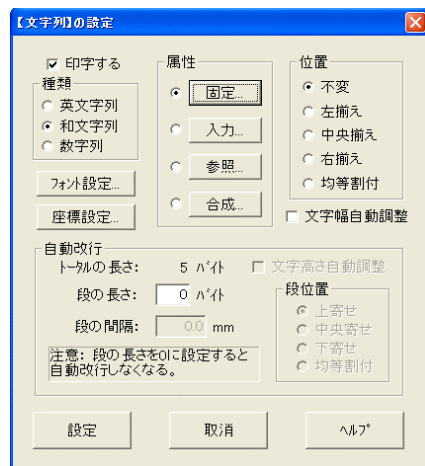 【文字列】の設定
印字する
種類
英文字列
和文字列
数字列
フォント設定...
座標設定...
属性
固定...
入力...
参照...
合成...
位置
不変
左揃え
中央揃え
右揃え
均等割付
文字幅自動調整
自動改行
トータルの長さ: 5 バイト
文字高さ自動調整
段の長さ: 0 バイト
段の間隔: 0.0 mm
注意: 段の長さを0に設定すると
自動改行しなくなる。
段位置
上寄せ
中央寄せ
下寄せ
均等割付
設定
取消
ヘルプ